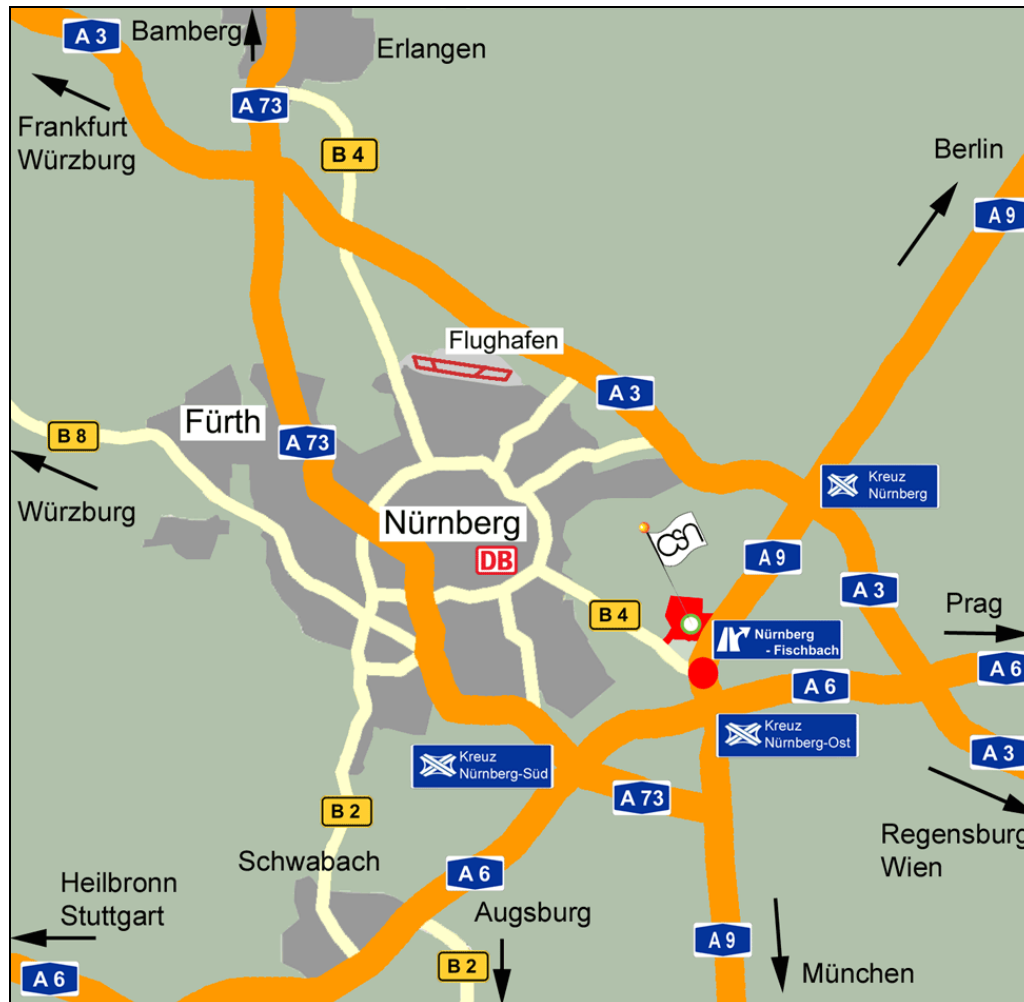 A 3
Bamberg
Erlangen
A 73
Frankfurt
Würzburg
B 4
Berlin
A 9
Flughafen
A 3
Fürth
B 8
A 73
Würzburg
Kreuz
Nürnberg
Nürnberg
csn
DB
A 9
A 3
B 4
Prag
Nürnberg
- Fischbach
A 6
A 6
Kreuz
Nürnberg-Ost
Kreuz
Nürnberg-Süd
A 3
A 73
B 2
Regensburg
Wien
Schwabach
A 6
Heilbronn
Stuttgart
Augsburg
A 9
B 2
A 6
München